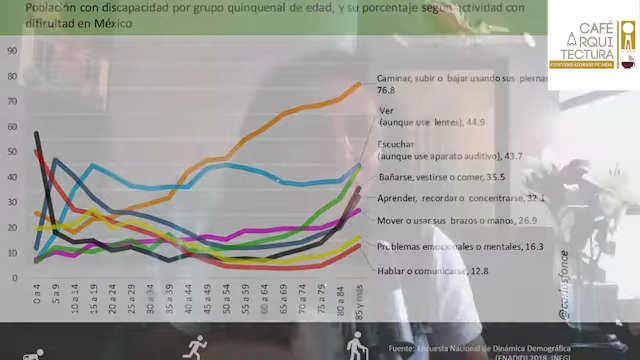 Población con discapacidad por grupo quinquenal de edad, y su porcentaje según actividad con
dificultad en México
CAFÉ
ARQUI
TECTURA
CONVERSATORIOS FCARM
90
80
70
60
50
40
30
20
10
0
Caminar, subir o bajar usando sus piernas
76.8
Ver
(aunque use lentes), 44.9
Escuchar
(aunque use aparato auditivo), 43.7
Bañarse, vestirse o comer, 35.5
Aprender, recordar o concentrarse, 32.1
Mover o usar sus brazos o manos, 26.9
Problemas emocionales o mentales, 16.3
Hablar o comunicarse, 12.8
0 a 4
5 a 9
10 a 14
15 a 19
20 a 24
25 a 29
30 a 34
35 a 39
40 a 44
45 a 49
50 a 54
55 a 59
60 a 64
65 a 69
70 a 74
75 a 79
80 a 84
85 y más
@carlosfonce
Fuente: Encuesta Nacional de Dinámica Demográfica
(ENADID) 2018, INEGI